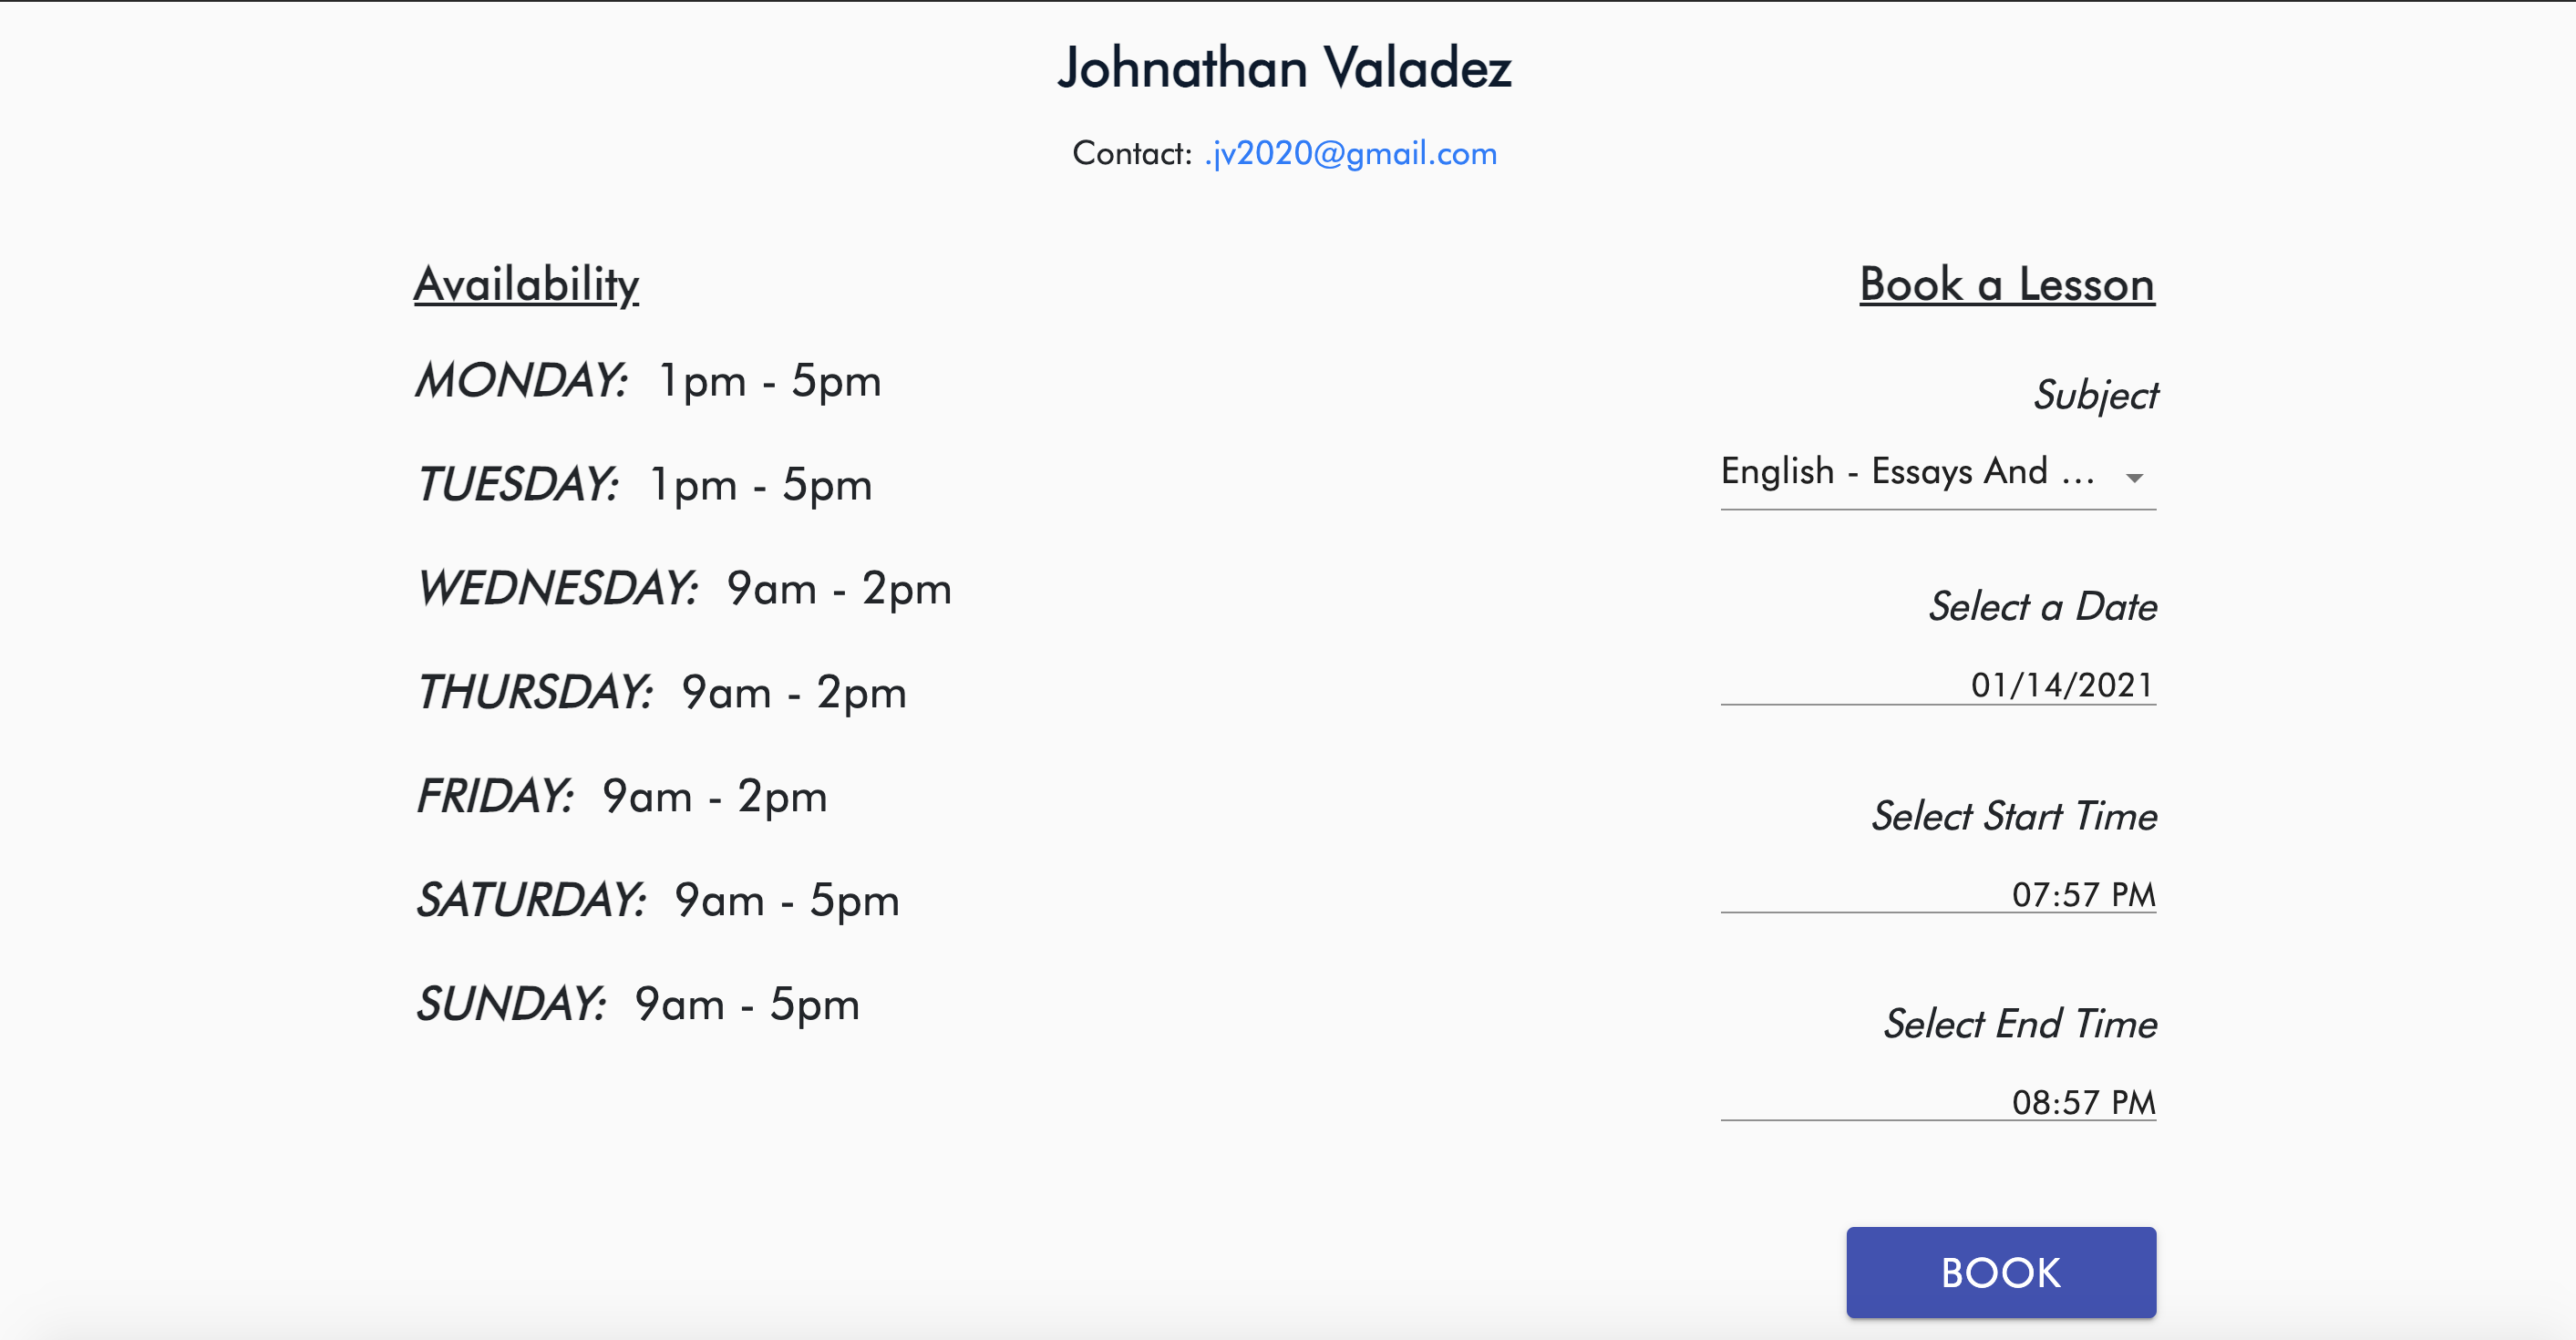 Johnathan Valadez
Contact: .jv2020@gmail.com
Availability
MONDAY: 1pm - 5pm
TUESDAY: 1pm - 5pm
WEDNESDAY: 9am - 2pm
THURSDAY: 9am - 2pm
FRIDAY: 9am - 2pm
SATURDAY: 9am - 5pm
SUNDAY: 9am - 5pm
Book a Lesson
Subject
English - Essays And ...
Select a Date
01/14/2021
Select Start Time
07:57 PM
Select End Time
08:57 PM
BOOK